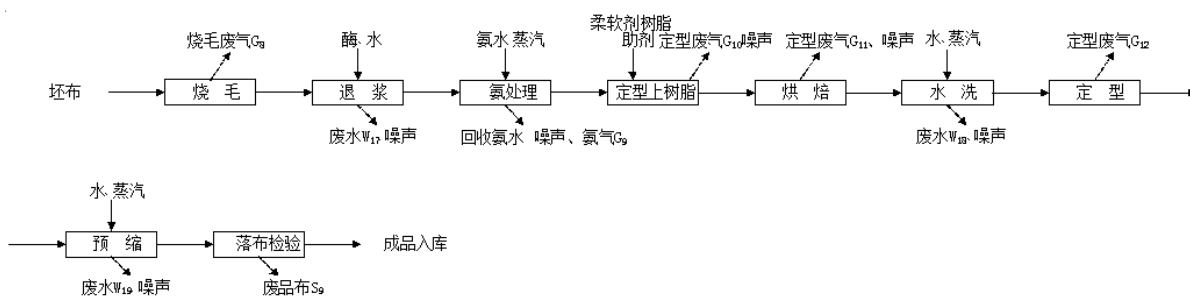 柔软剂树脂
烧毛废气G8 酶、水 氨水 蒸汽 助剂 定型废气G10噪声 定型废气G11、噪声 水、蒸汽 定型废气G12
坯布 烧 毛 退 浆 氨处理 定型上树脂 烘 焙 水 洗 定 型
废水W17、噪声 回收氨水 噪声、氨气G9 废水W18、噪声
水、蒸汽
预 缩 落布检验 成品入库
废水W19、噪声 废品布S9